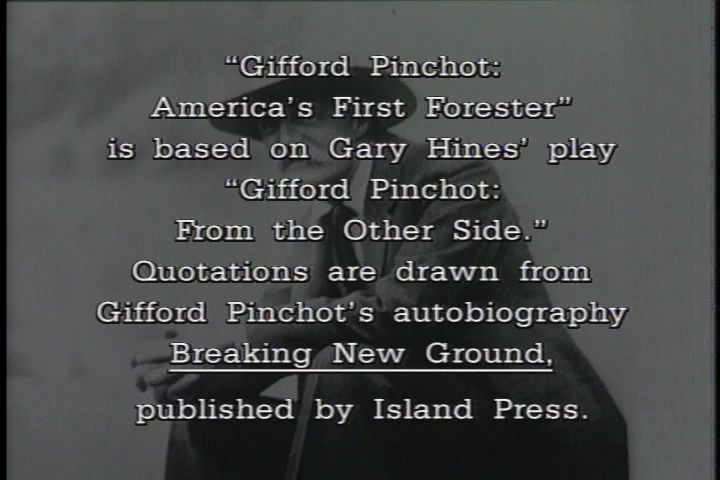 “Gifford Pinchot:
America’s First Forester”
is based on Gary Hines’ play
“Gifford Pinchot:
From the Other Side.”
Quotations are drawn from
Gifford Pinchot’s autobiography
Breaking New Ground,
published by Island Press.